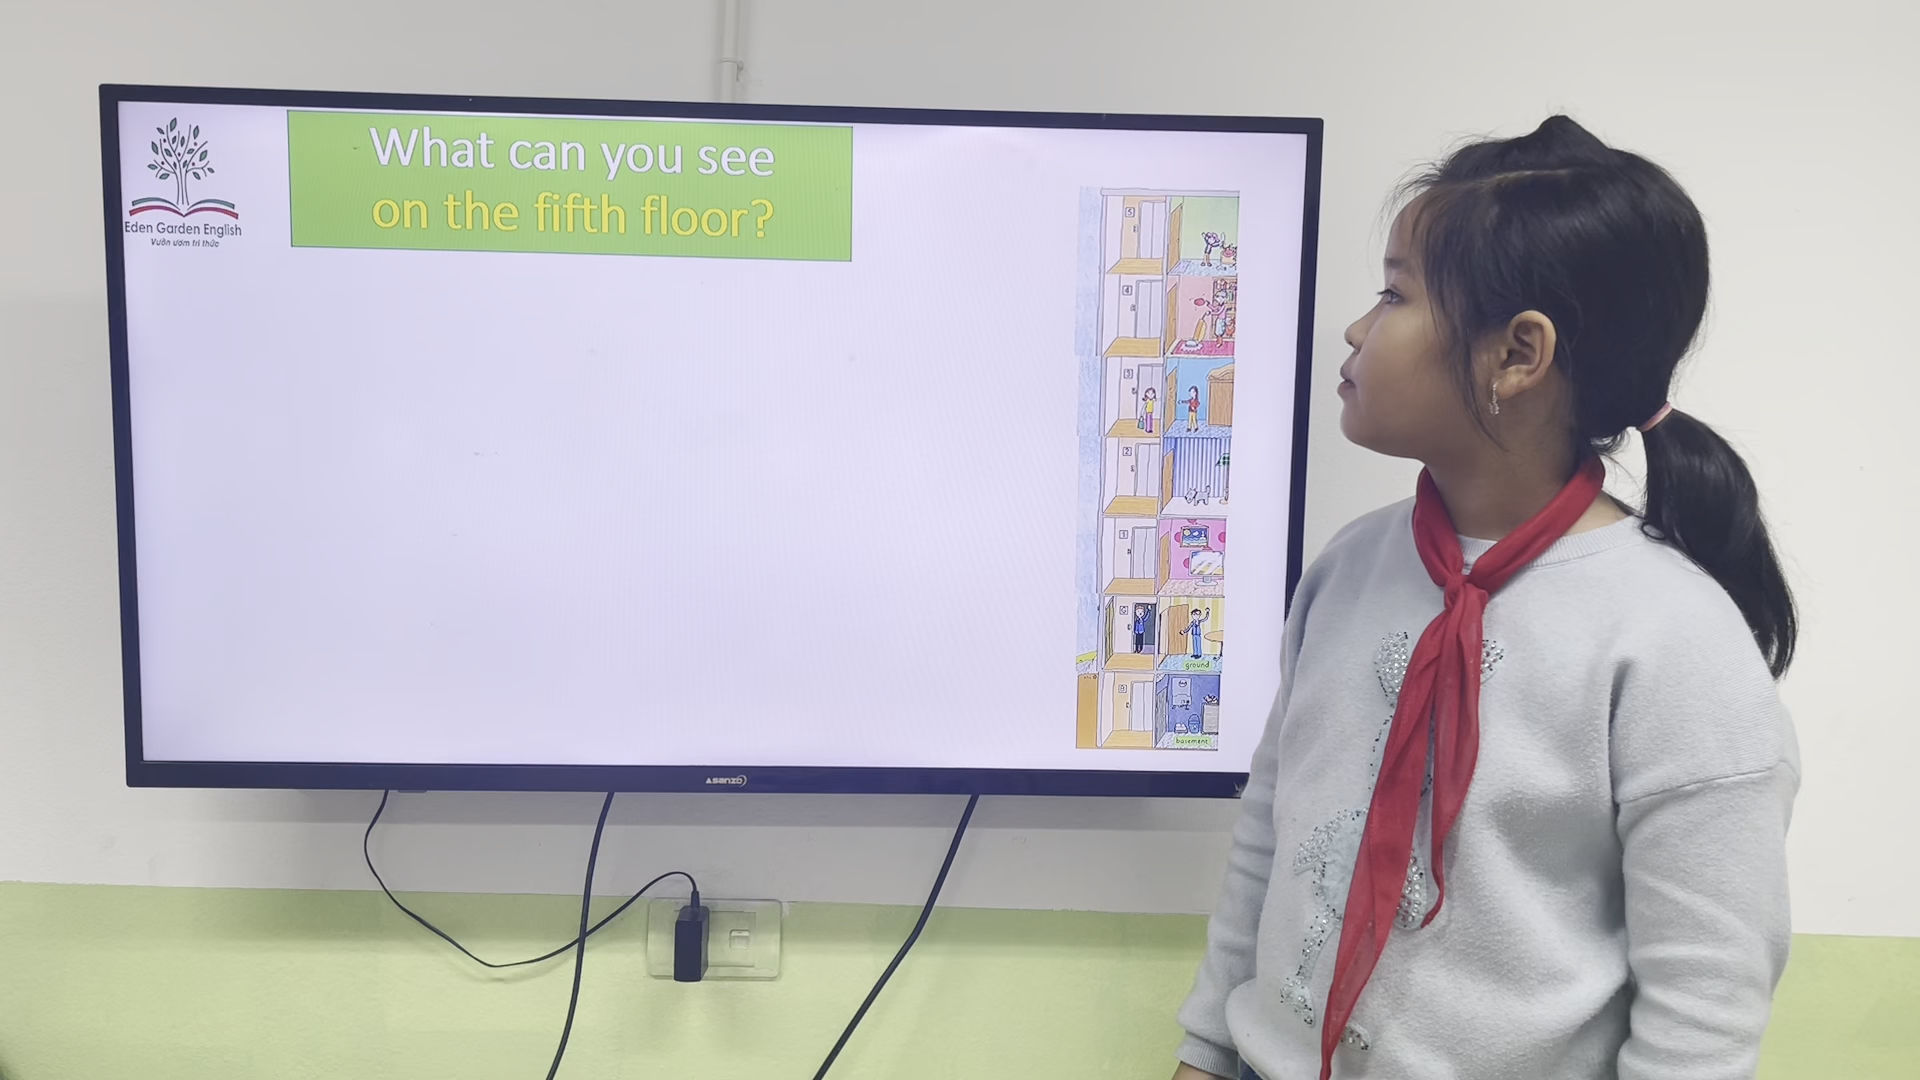 What can you see
on the fifth floor?
Eden Garden English
Vườn ươm tri thức
5
4
3
2
1
ground
basement
Asanzo